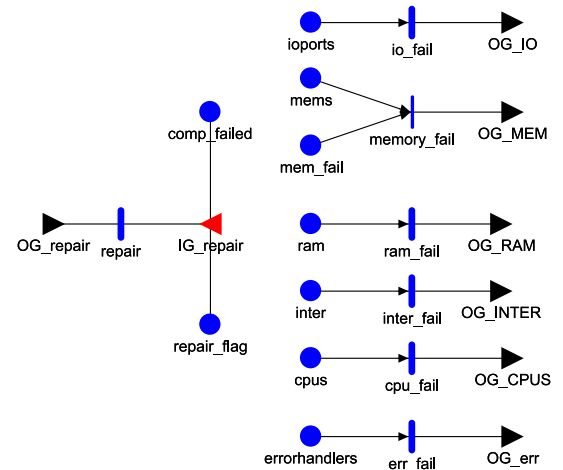 ioports io_fail OG_IO
mems
comp_failed
memory_fail OG_MEM
mem_fail
OG_repair repair IG_repair
ram ram_fail OG_RAM
inter inter_fail OG_INTER
repair_flag
cpus cpu_fail OG_CPUS
errorhandlers err_fail OG_err